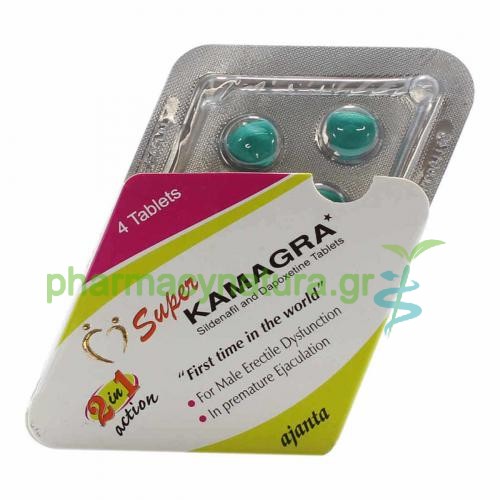 4 Tablets
Super
KAMAGRA*
Sildenafil and Dapoxetine Tablets
pharmacynatura.gr
"First time in the world"
2 in 1
action
• For Male Erectile Dysfunction
• In premature Ejaculation
ajanta